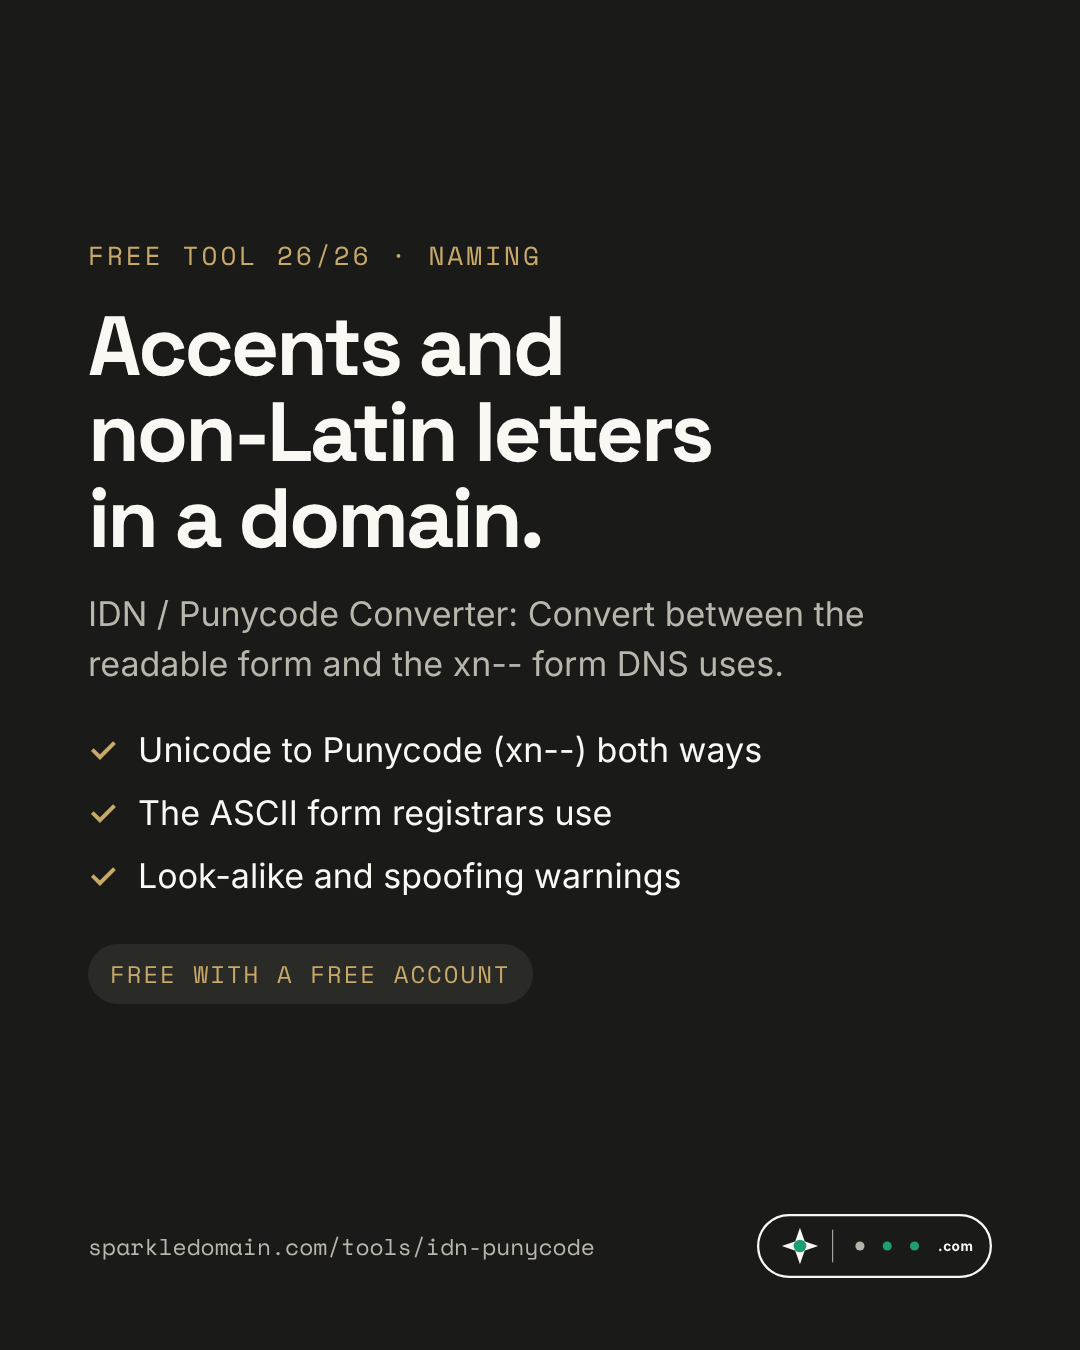 FREE TOOL 26/26 · NAMING
Accents and
non-Latin letters
in a domain.
IDN / Punycode Converter: Convert between the
readable form and the xn-- form DNS uses.
Unicode to Punycode (xn--) both ways
The ASCII form registrars use
Look-alike and spoofing warnings
FREE WITH A FREE ACCOUNT
sparkledomain.com/tools/idn-punycode
.com